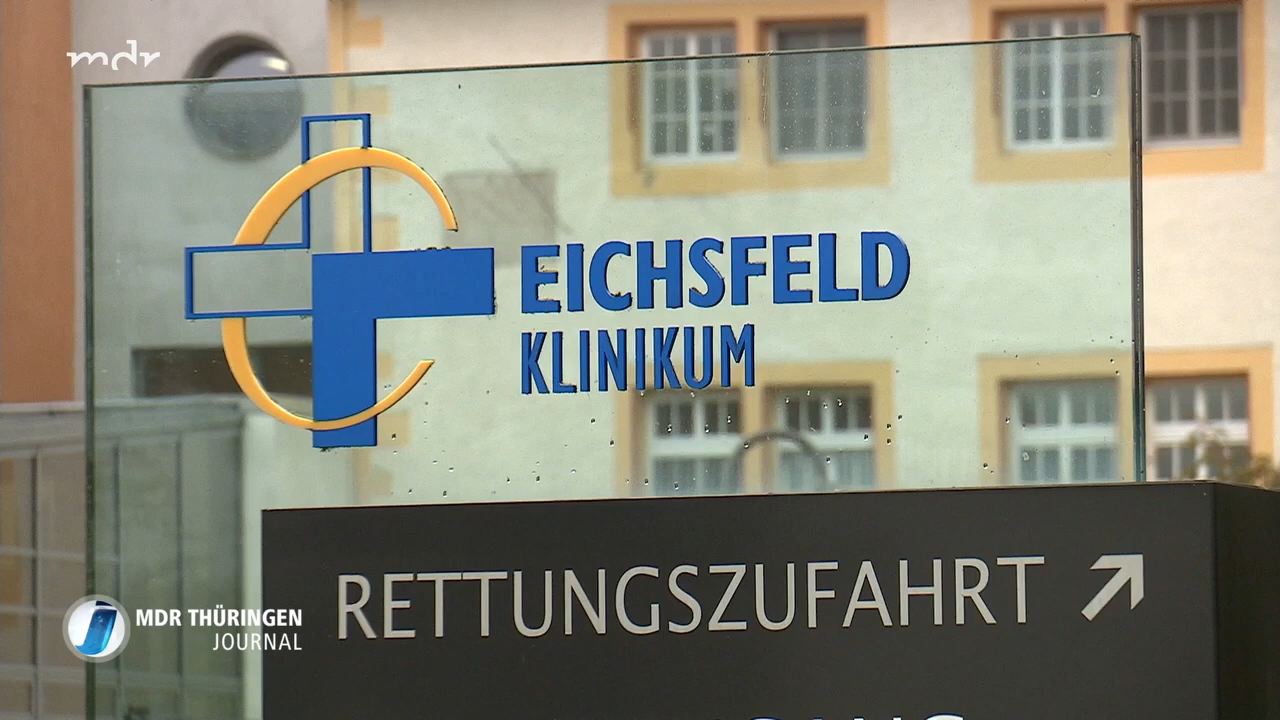 mdr
EICHSFELD
KLINIKUM
RETTUNGSZUFAHRT
MDR THÜRINGEN
JOURNAL